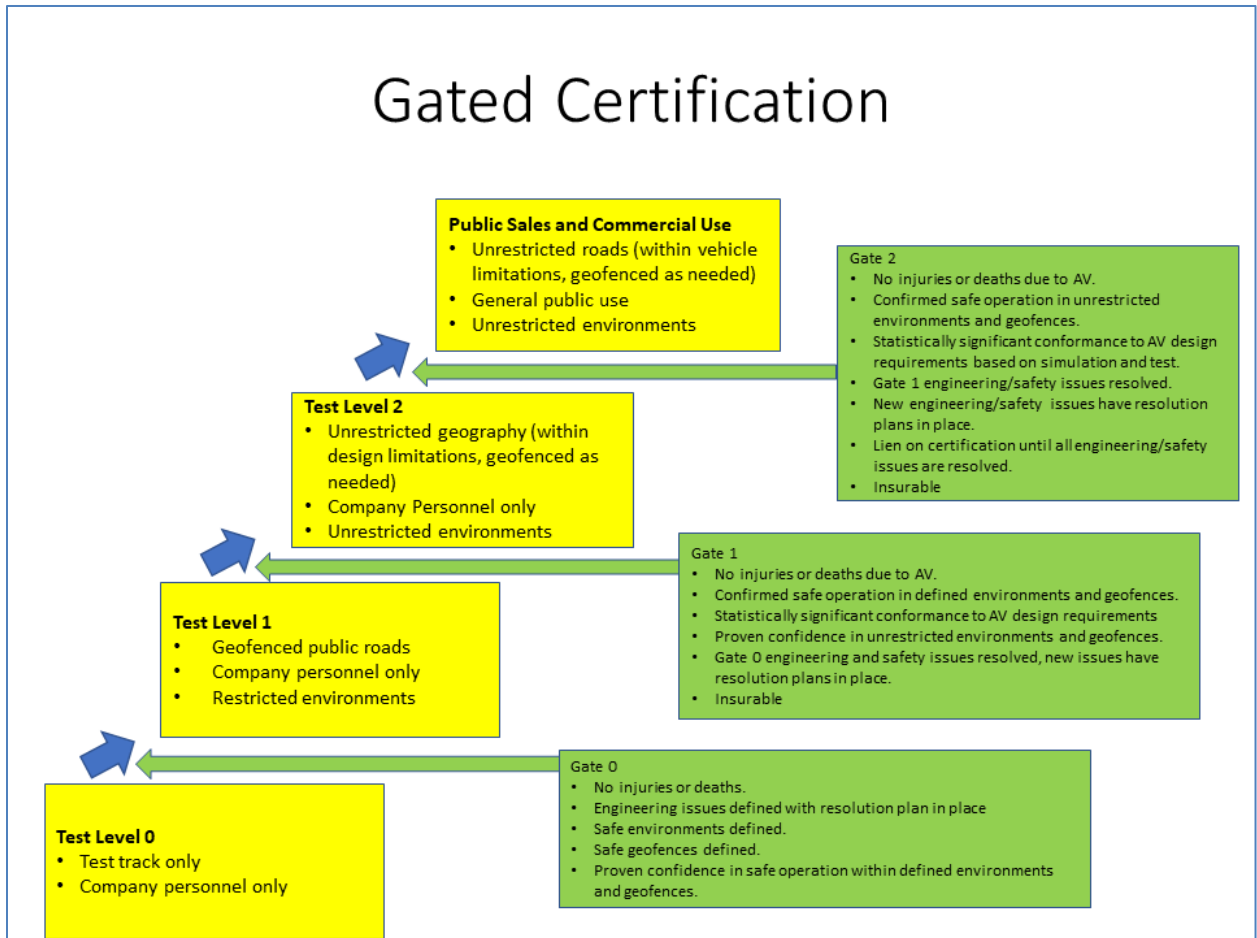 Gated Certification
Public Sales and Commercial Use
• Unrestricted roads (within vehicle
limitations, geofenced as needed)
• General public use
• Unrestricted environments
Gate 2
• No injuries or deaths due to AV.
• Confirmed safe operation in unrestricted
environments and geofences.
• Statistically significant conformance to AV design
requirements based on simulation and test.
• Gate 1 engineering/safety issues resolved.
• New engineering/safety issues have resolution
plans in place.
• Lien on certification until all engineering/safety
issues are resolved.
• Insurable
Test Level 2
• Unrestricted geography (within
design limitations, geofenced as
needed)
• Company Personnel only
• Unrestricted environments
Gate 1
• No injuries or deaths due to AV.
• Confirmed safe operation in defined environments and geofences.
• Statistically significant conformance to AV design requirements
• Proven confidence in unrestricted environments and geofences.
• Gate 0 engineering and safety issues resolved, new issues have
resolution plans in place.
• Insurable
Test Level 1
• Geofenced public roads
• Company personnel only
• Restricted environments
Gate 0
• No injuries or deaths.
• Engineering issues defined with resolution plan in place
• Safe environments defined.
• Safe geofences defined.
• Proven confidence in safe operation within defined environments
and geofences.
Test Level 0
• Test track only
• Company personnel only